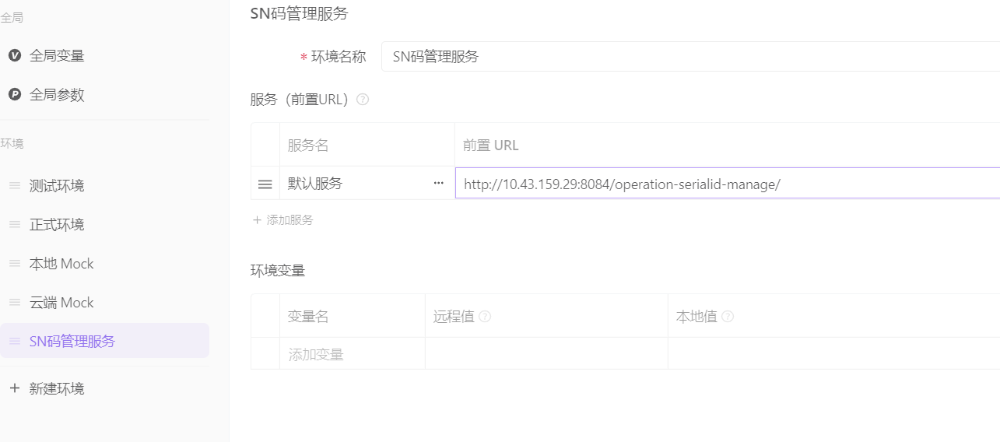 全局
全局变量
全局参数
环境
测试环境
正式环境
本地 Mock
云端 Mock
SN码管理服务
新建环境
SN码管理服务
* 环境名称 SN码管理服务
服务（前置URL）
服务名 前置 URL
默认服务 ··· http://10.43.159.29:8084/operation-serialid-manage/
+ 添加服务
环境变量
变量名 远程值 本地值
添加变量